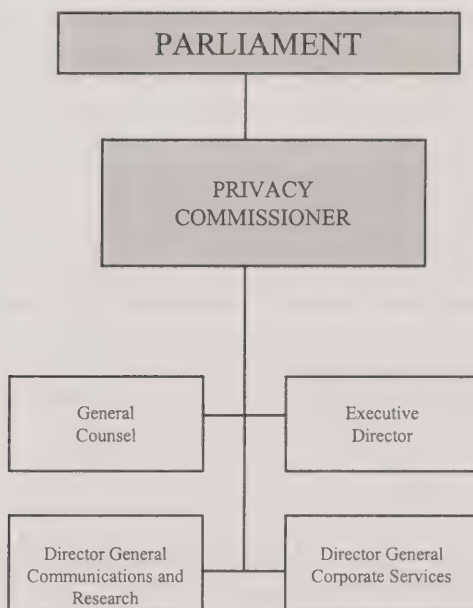 PARLIAMENT
PRIVACY
COMMISSIONER
General
Counsel
Executive
Director
Director General
Communications and
Research
Director General
Corporate Services